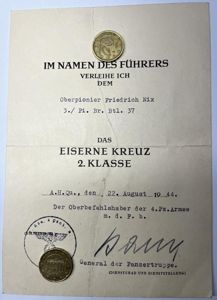 IM NAMEN DES FÜHRERS
VERLEIHE ICH
DEM
Oberpionier Friedrich Nix
3./ Pi. Br. Btl. 37
DAS
EISERNE KREUZ
2. KLASSE
A.H.Qu., den 22. August 1944.
Der Oberbefehlshaber der 4.Pz.Armee
m.d.F.b.
General der Panzertruppe.
(DIENSTGRAD UND DIENSTSTELLUNG)